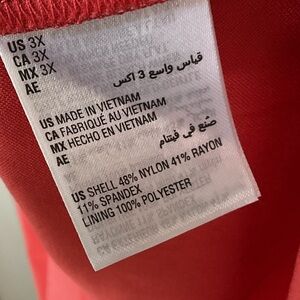 US 3X
CA 3X
MX 3X
AE قياس واسع 3 اكس
US MADE IN VIETNAM
CA FABRIQUÉ AU VIETNAM
MX HECHO EN VIETNAM
AE صنع في فيتنام
US SHELL 48% NYLON 41% RAYON
11% SPANDEX
LINING 100% POLYESTER